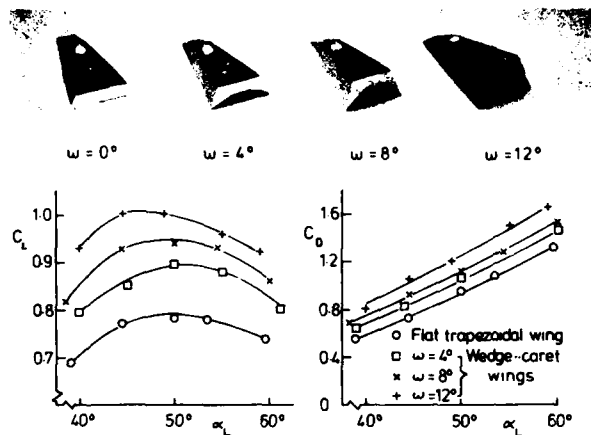 ω = 0°
ω = 4°
ω = 8°
ω = 12°
C_L
1.0
0.9
0.8
0.7
40°
50°
60°
α_L
C_D
1.6
1.2
0.8
0.4
0
40°
50°
60°
α_L
○ Flat trapezoidal wing
□ ω = 4°
× ω = 8°
+ ω = 12°
} Wedge-caret
wings